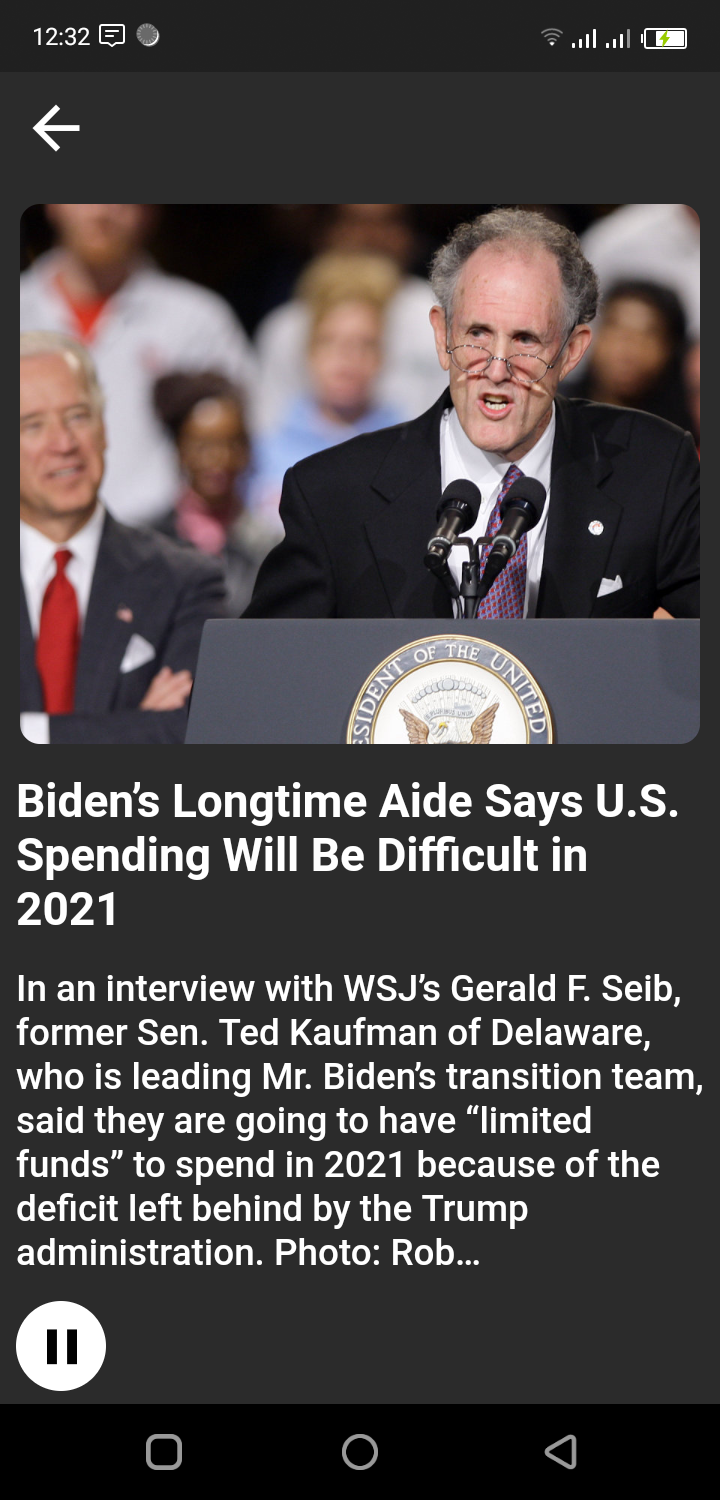 12:32
SIDENT OF THE UNITED
Biden’s Longtime Aide Says U.S.
Spending Will Be Difficult in
2021
In an interview with WSJ’s Gerald F. Seib,
former Sen. Ted Kaufman of Delaware,
who is leading Mr. Biden’s transition team,
said they are going to have “limited
funds” to spend in 2021 because of the
deficit left behind by the Trump
administration. Photo: Rob...